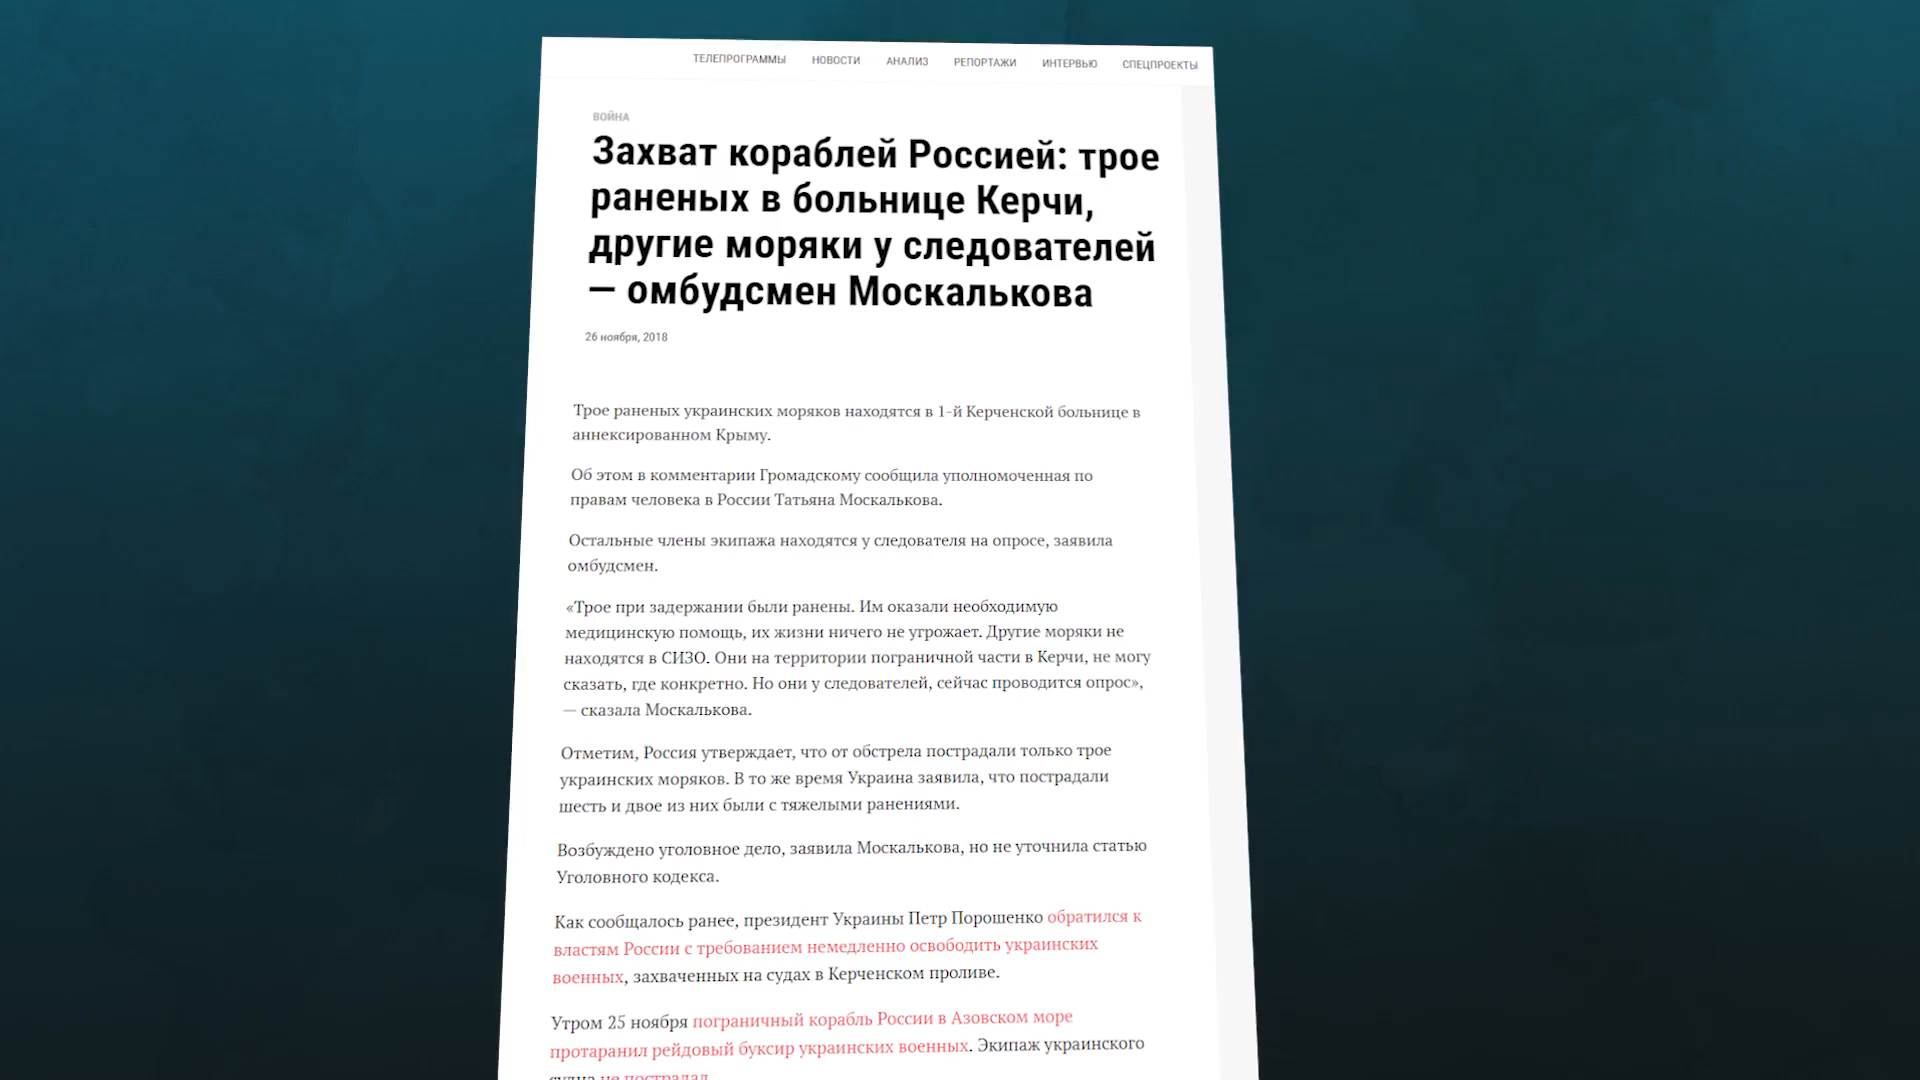 ТЕЛЕПРОГРАММЫ НОВОСТИ АНАЛИЗ РЕПОРТАЖИ ИНТЕРВЬЮ СПЕЦПРОЕКТЫ
ВОЙНА
Захват кораблей Россией: трое
раненых в больнице Керчи,
другие моряки у следователей
— омбудсмен Москалькова
26 ноября, 2018
Трое раненых украинских моряков находятся в 1-й Керченской больнице в
аннексированном Крыму.
Об этом в комментарии Громадскому сообщила уполномоченная по
правам человека в России Татьяна Москалькова.
Остальные члены экипажа находятся у следователя на опросе, заявила
омбудсмен.
«Трое при задержании были ранены. Им оказали необходимую
медицинскую помощь, их жизни ничего не угрожает. Другие моряки не
находятся в СИЗО. Они на территории пограничной части в Керчи, не могу
сказать, где конкретно. Но они у следователей, сейчас проводится опрос»,
— сказала Москалькова.
Отметим, Россия утверждает, что от обстрела пострадали только трое
украинских моряков. В то же время Украина заявила, что пострадали
шесть и двое из них были с тяжелыми ранениями.
Возбуждено уголовное дело, заявила Москалькова, но не уточнила статью
Уголовного кодекса.
Как сообщалось ранее, президент Украины Петр Порошенко обратился к
властям России с требованием немедленно освободить украинских
военных, захваченных на судах в Керченском проливе.
Утром 25 ноября пограничный корабль России в Азовском море
протаранил рейдовый буксир украинских военных. Экипаж украинского
судна не пострадал.